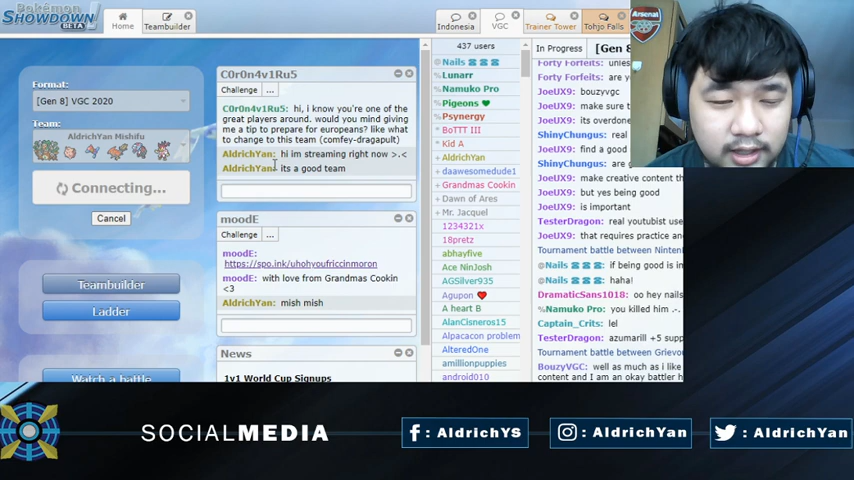 Pokémon
SHOWDOWN
BETA
Home
Teambuilder
Indonesia
VGC
Trainer Tower
Tohjo Falls
Arsenal
Format:
[Gen 8] VGC 2020
Team:
AldrichYan Mishifu
Connecting...
Cancel
Teambuilder
Ladder
Watch a battle
C0r0n4v1Ru5
Challenge ...
C0r0n4v1Ru5: hi, i know you're one of the
great players around. would you mind giving
me a tip to prepare for europeans? like what
to change to this team (comfey-dragapult)
AldrichYan: hi im streaming right now >.<
AldrichYan: its a good team
moodE
Challenge ...
moodE:
https://spo.ink/uhohyoufriccinmoron
moodE: with love from Grandmas Cookin
<3
AldrichYan: mish mish
News
1v1 World Cup Signups
437 users
@Nails ☎ ☎ ☎
%Lunarr
%Namuko Pro
*Pigeons ♥
*Psynergy
+BoTTT III
+Kid A
+AldrichYan
+daawesomedude1
+Grandma Cookin
+Dawn of Ares
+Mr. Jacquel
1234321x
18pretz
abhayfive
Ace NinJosh
AGSilver935
Agupon ♥
A heart B
AlanCisneros15
Alpacacon problem
AlteredOne
amillionpuppies
android010
In Progress
[Gen 8]
Forty Forfeits: unles
Forty Forfeits: are y
JoeUX9: bouzyvgc
JoeUX9: make sure t
ShinyChungus: real
JoeUX9: find a good
ShinyChungus: real
JoeUX9: make creative content th
JoeUX9: but yes being good
JoeUX9: is important
TesterDragon: real youtubist use
JoeUX9: that requires practice an
Tournament battle between Ninten
@Nails ☎ ☎ ☎: if being good is in
@Nails ☎ ☎ ☎: haha!
DramaticSans1018: oo hey nails
%Namuko Pro: you killed him .-.
Captain_Crits: lel
TesterDragon: azumarill +5 supp
Tournament battle between Grievo
BouzyVGC: well as much as i like
content and I am an okay battler h
SOCIALMEDIA
f : AldrichYS
: AldrichYan
: AldrichYan